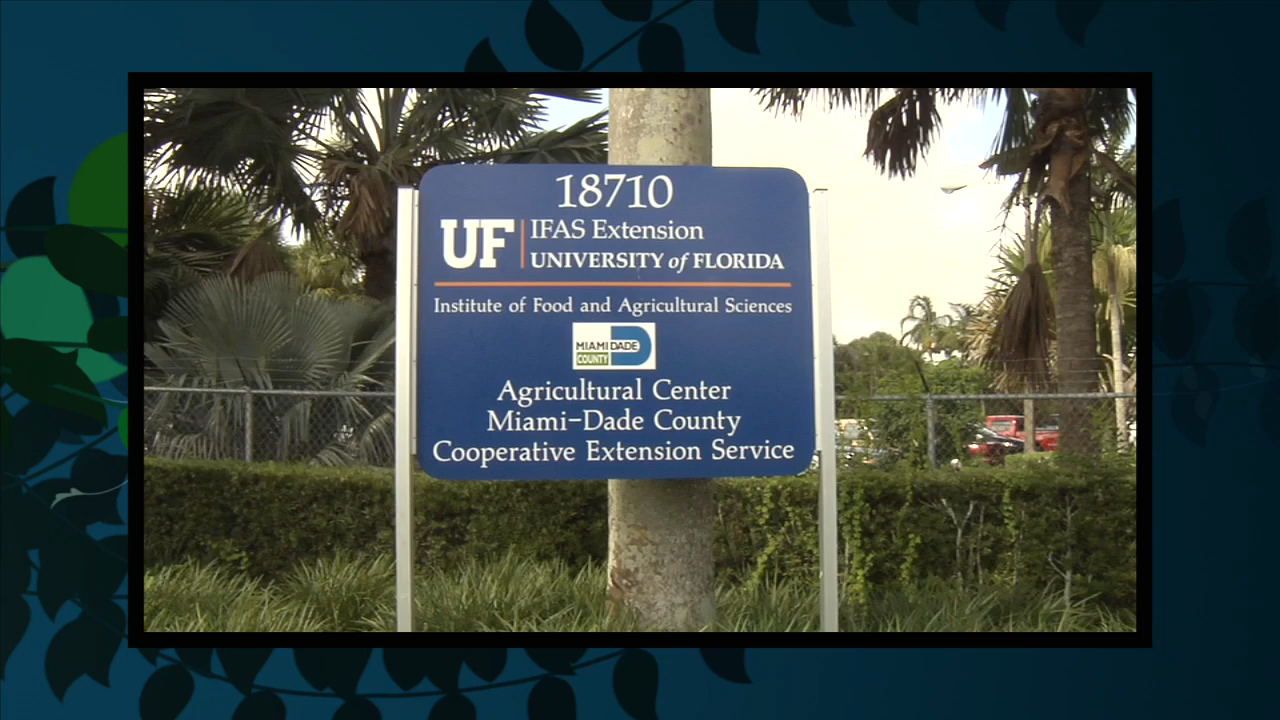 18710
UF IFAS Extension
UNIVERSITY of FLORIDA
Institute of Food and Agricultural Sciences
MIAMI DADE
COUNTY
Agricultural Center
Miami-Dade County
Cooperative Extension Service